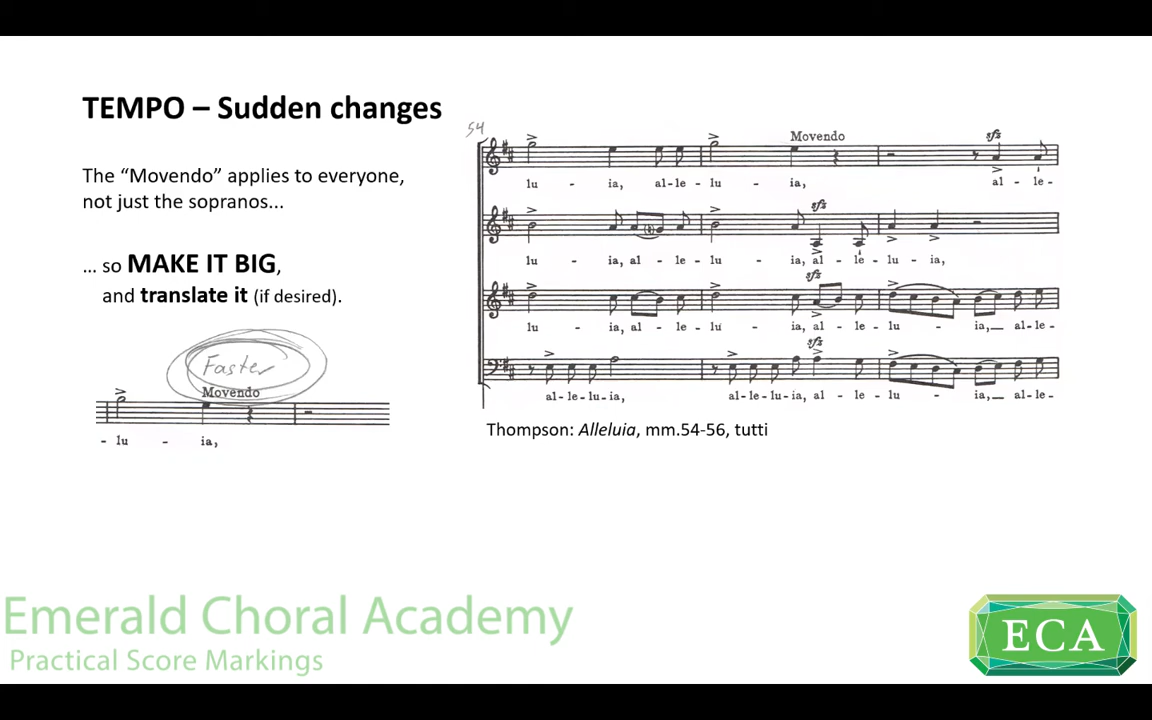 TEMPO – Sudden changes
The “Movendo” applies to everyone,
not just the sopranos...
... so MAKE IT BIG,
and translate it (if desired).
Faster
Movendo
- lu - ia,
54
Movendo
sfz
lu - ia, al-le - lu - ia, al - le-
sfz
lu - ia, al - le - lu - ia, al - le - lu - ia,
sfz
lu - ia, al - le - lu - ia, al - le - lu - ia, al-le-
sfz
al-le-lu-ia, al-le-lu-ia, al - le - lu - ia, al-le-
Thompson: Alleluia, mm.54-56, tutti
Emerald Choral Academy
Practical Score Markings
ECA